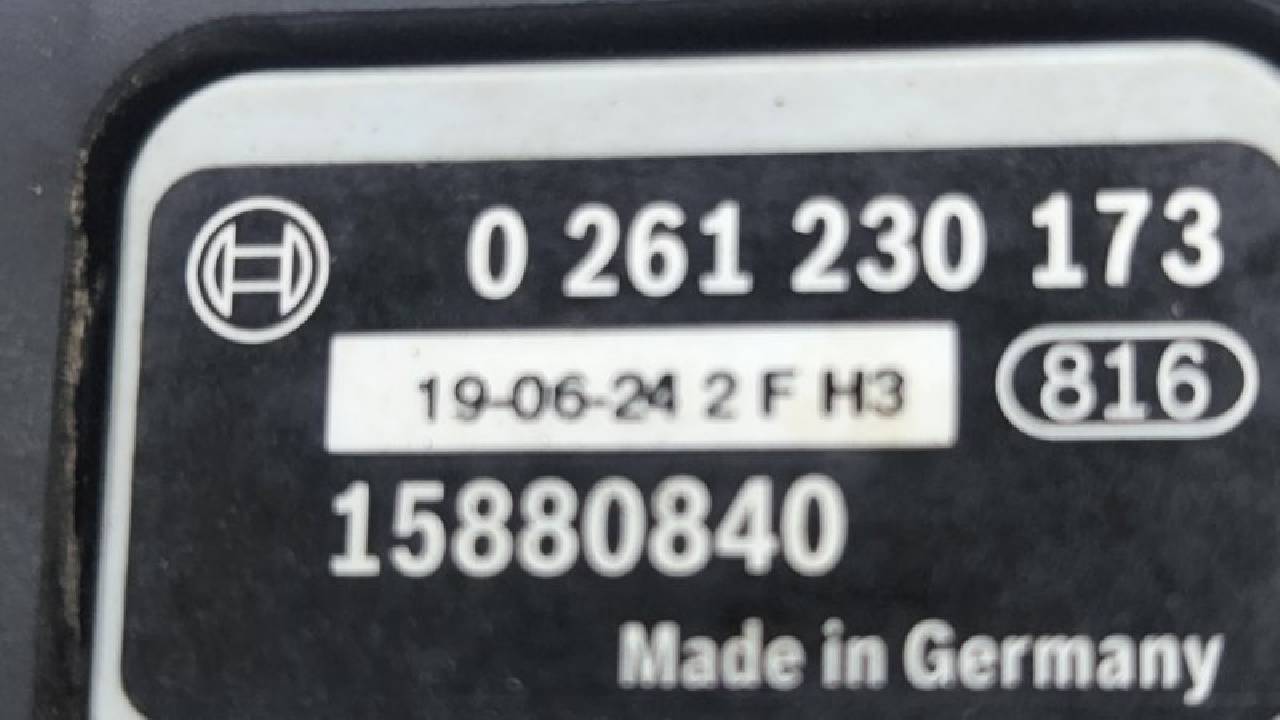 0 261 230 173
19-06-24 2 F H3
816
15880840
Made in Germany